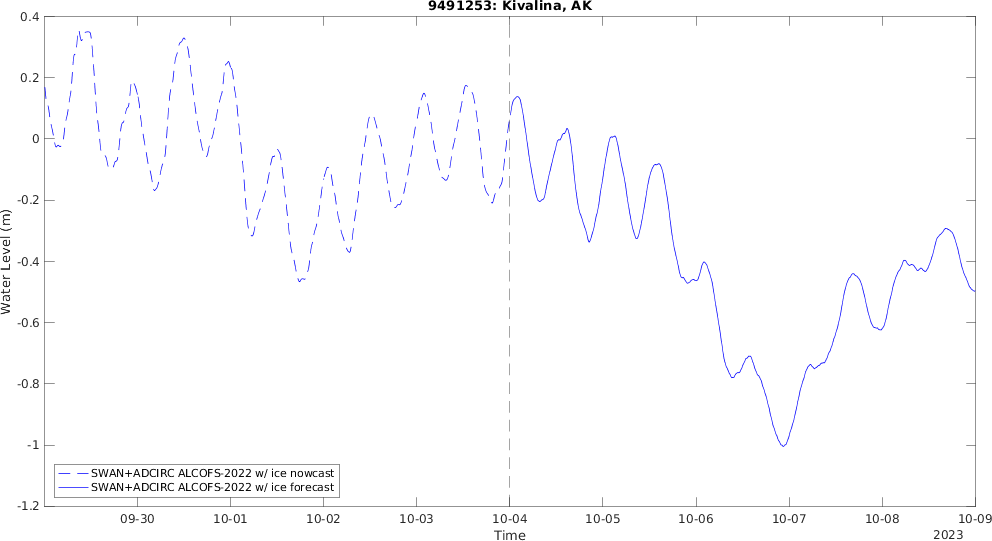 9491253: Kivalina, AK
0.4
0.2
0
-0.2
-0.4
-0.6
-0.8
-1
-1.2
Water Level (m)
SWAN+ADCIRC ALCOFS-2022 w/ ice nowcast
SWAN+ADCIRC ALCOFS-2022 w/ ice forecast
09-30 10-01 10-02 10-03 10-04 10-05 10-06 10-07 10-08 10-09
Time
2023